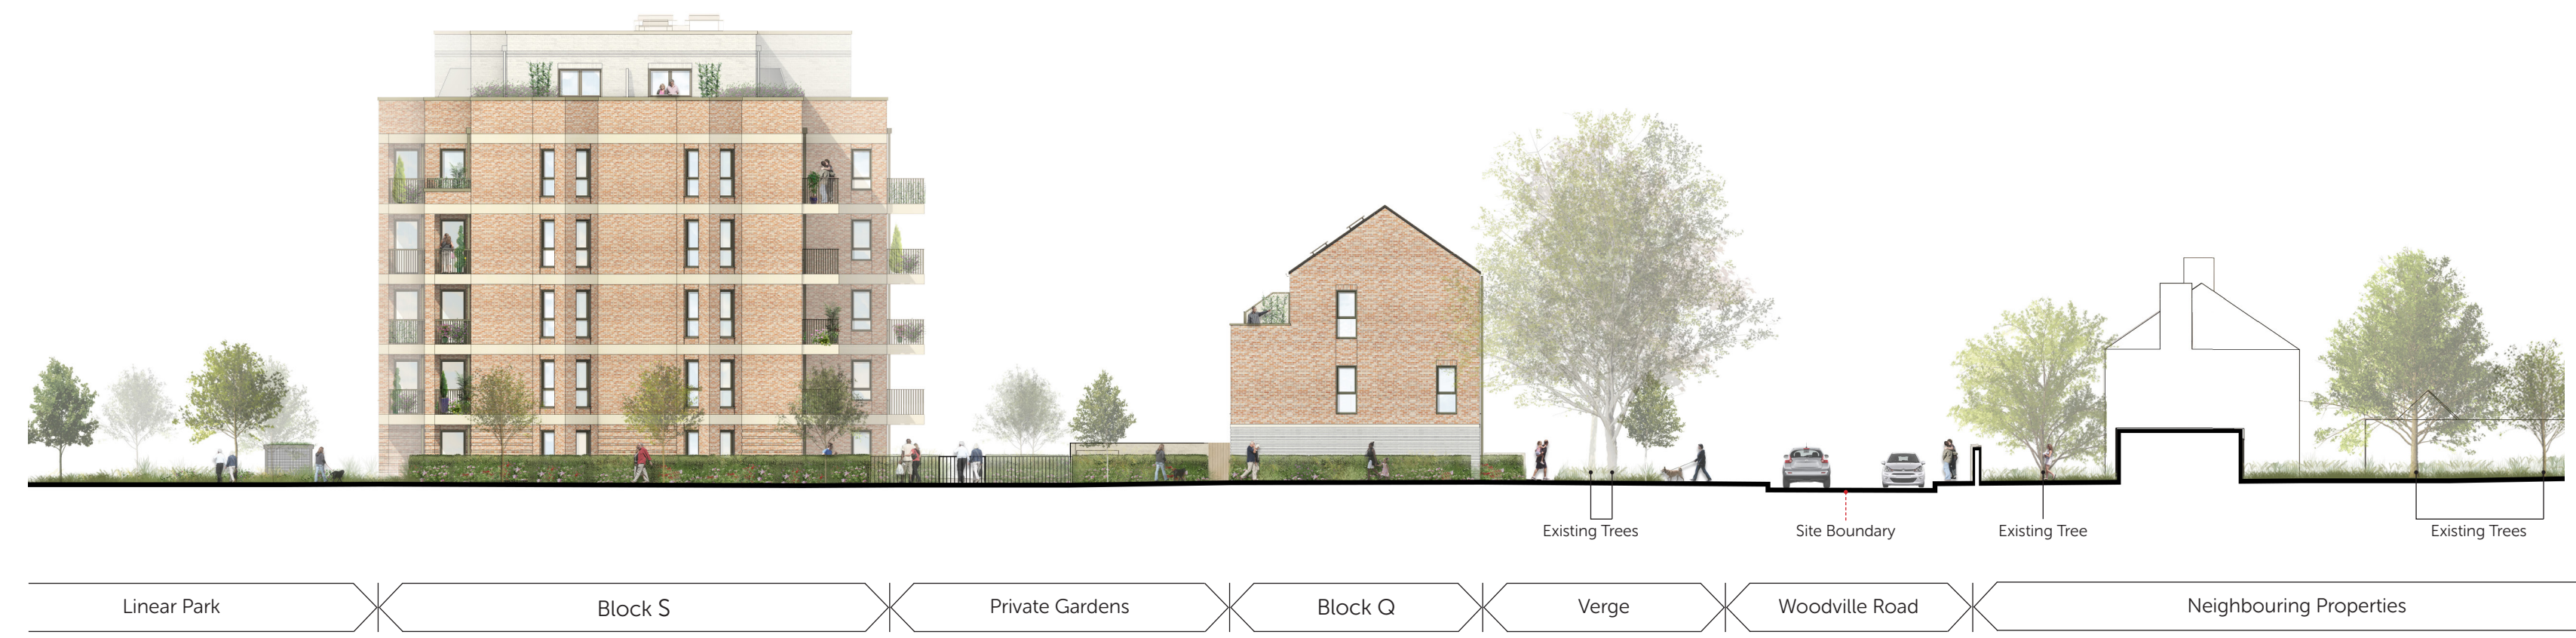 Existing Trees
Site Boundary
Existing Tree
Existing Trees
Linear Park
Block S
Private Gardens
Block Q
Verge
Woodville Road
Neighbouring Properties